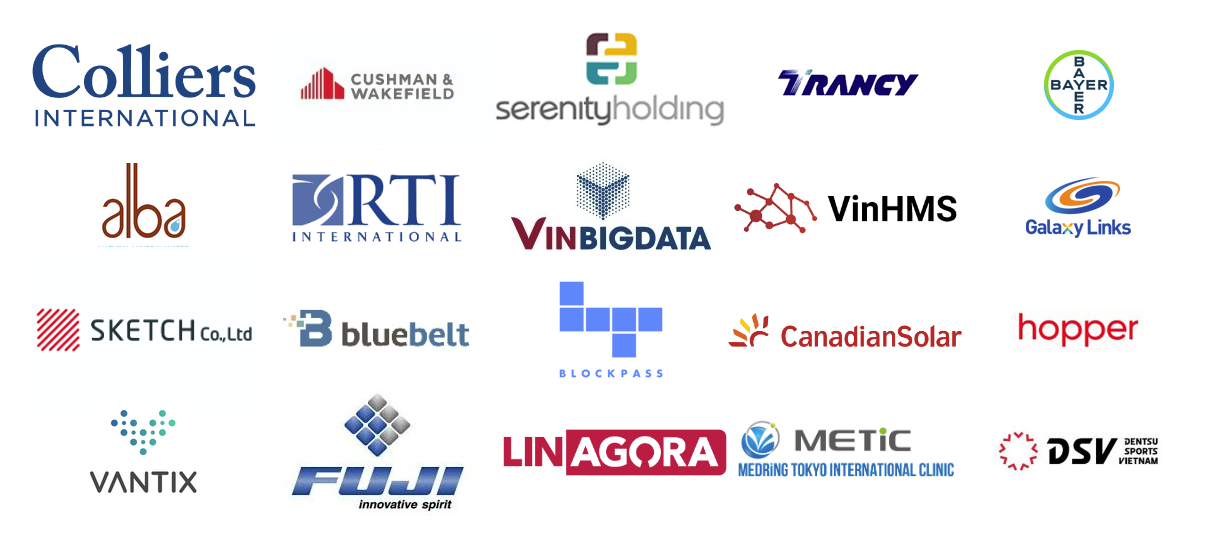 Colliers
INTERNATIONAL
CUSHMAN &
WAKEFIELD
serenityholding
TRANCY
BAYER
BAYER
alba
RTI
INTERNATIONAL
VINBIGDATA
VinHMS
Galaxy Links
SKETCH Co.,Ltd
B
bluebelt
BLOCKPASS
CanadianSolar
hopper
VANTIX
FUJI
innovative spirit
LINAGORA
METiC
MEDRiNG TOKYO INTERNATIONAL CLINIC
DSV
DENTSU
SPORTS
VIETNAM